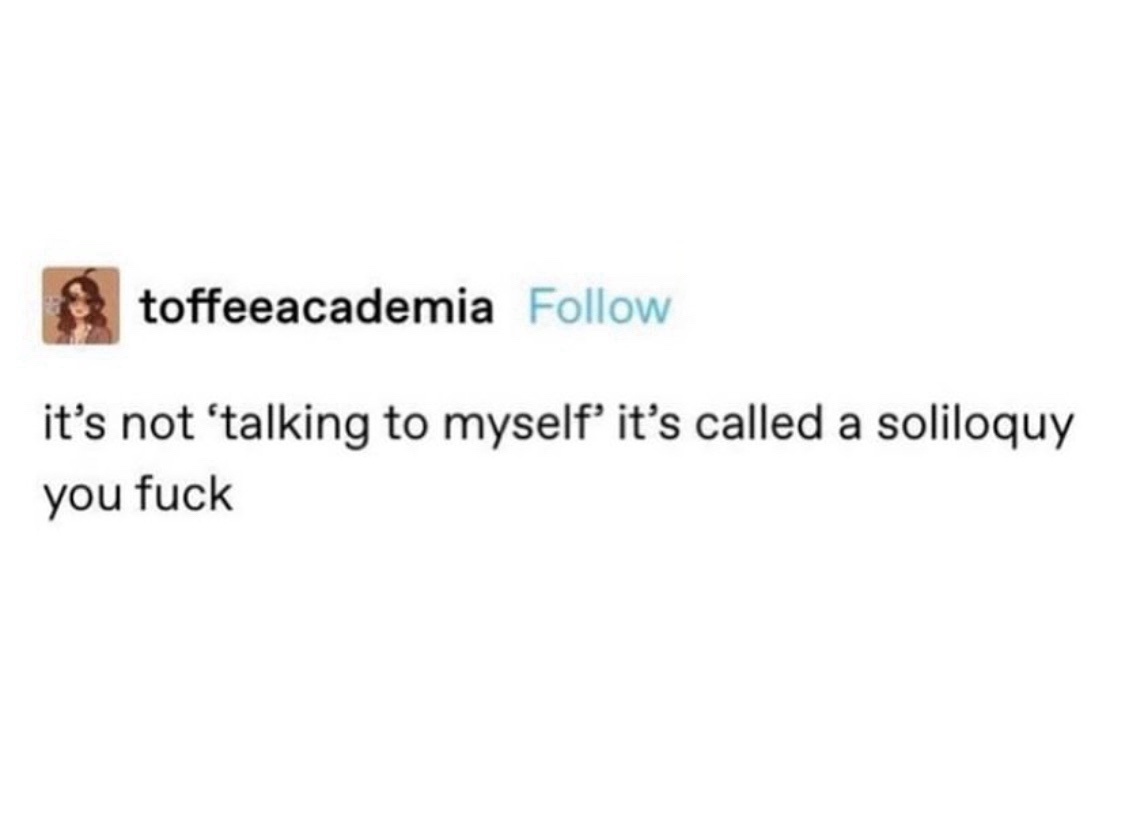 toffeeacademia Follow
it’s not ‘talking to myself’ it’s called a soliloquy
you fuck